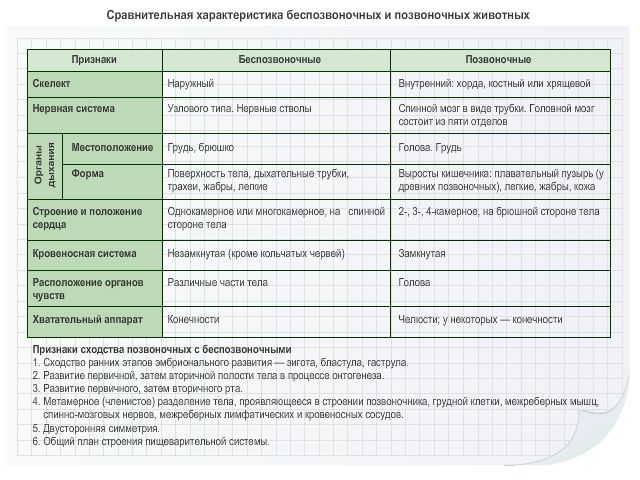 Сравнительная характеристика беспозвоночных и позвоночных животных
Признаки
Беспозвоночные
Позвоночные
Скелект
Наружный
Внутренний: хорда, костный или хрящевой
Нервная система
Узлового типа. Нервные стволы
Спинной мозг в виде трубки. Головной мозг
состоит из пяти отделов
Органы
дыхания
Местоположение
Грудь, брюшко
Голова. Грудь
Форма
Поверхность тела, дыхательные трубки,
трахеи, жабры, легкие
Выросты кишечника: плавательный пузырь (у
древних позвоночных), легкие, жабры, кожа
Строение и положение
сердца
Однокамерное или многокамерное, на спинной
стороне тела
2-, 3-, 4-камерное, на брюшной стороне тела
Кровеносная система
Незамкнутая (кроме кольчатых червей)
Замкнутая
Расположение органов
чувств
Различные части тела
Голова
Хватательный аппарат
Конечности
Челюсти; у некоторых — конечности
Признаки сходства позвоночных с беспозвоночными
1. Сходство ранних этапов эмбрионального развития — зигота, бластула, гаструла.
2. Развитие первичной, затем вторичной полости тела в процессе онтогенеза.
3. Развитие первичного, затем вторичного рта.
4. Метамерное (членистое) разделение тела, проявляющееся в строении позвоночника, грудной клетки, межреберных мышц,
спинно-мозговых нервов, межреберных лимфатических и кровеносных сосудов.
5. Двусторонняя симметрия.
6. Общий план строения пищеварительной системы.